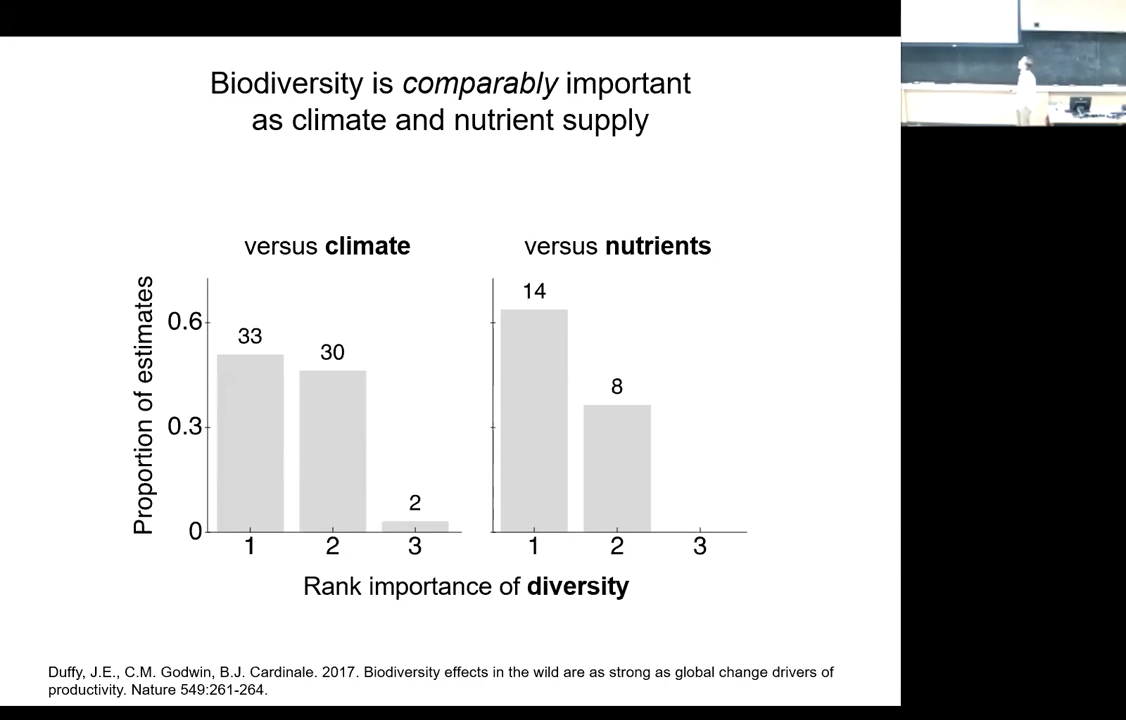 Biodiversity is comparably important
as climate and nutrient supply
versus climate
versus nutrients
Proportion of estimates
0.6
0.3
0
33
30
2
14
8
1 2 3
1 2 3
Rank importance of diversity
Duffy, J.E., C.M. Godwin, B.J. Cardinale. 2017. Biodiversity effects in the wild are as strong as global change drivers of
productivity. Nature 549:261-264.